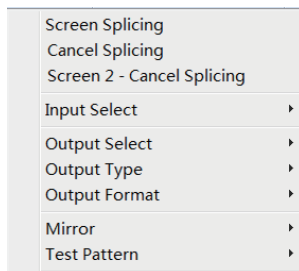 Screen Splicing
Cancel Splicing
Screen 2 - Cancel Splicing
Input Select
Output Select
Output Type
Output Format
Mirror
Test Pattern